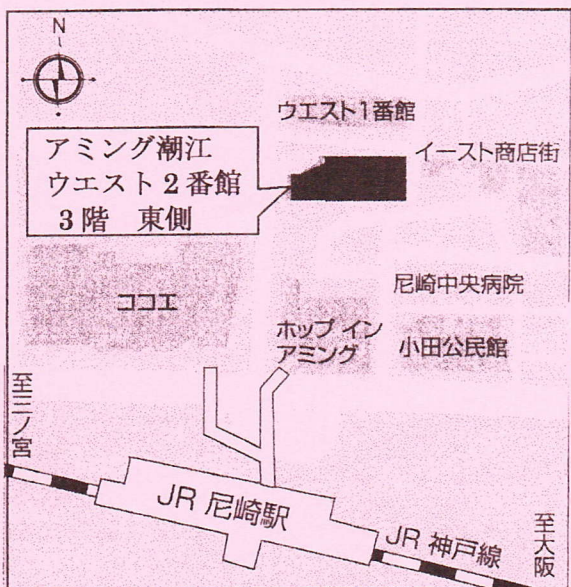 N
ウエスト1番館
アミング潮江
ウエスト2番館
3階 東側
イースト商店街
ココエ
尼崎中央病院
ホップ イン
アミング
小田公民館
至三ノ宮
JR 尼崎駅
JR 神戸線
至大阪